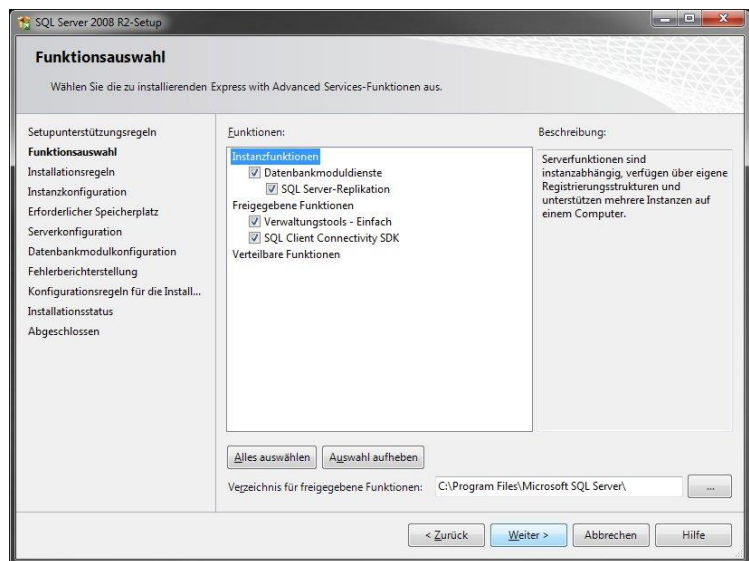 SQL Server 2008 R2-Setup
Funktionsauswahl
Wählen Sie die zu installierenden Express with Advanced Services-Funktionen aus.
Setupunterstützungsregeln
Funktionsauswahl
Installationsregeln
Instanzkonfiguration
Erforderlicher Speicherplatz
Serverkonfiguration
Datenbankmodulkonfiguration
Fehlerberichterstellung
Konfigurationsregeln für die Install...
Installationsstatus
Abgeschlossen
Funktionen:
Instanzfunktionen
Datenbankmoduldienste
SQL Server-Replikation
Freigegebene Funktionen
Verwaltungstools - Einfach
SQL Client Connectivity SDK
Verteilbare Funktionen
Beschreibung:
Serverfunktionen sind
instanzabhängig, verfügen über eigene
Registrierungsstrukturen und
unterstützen mehrere Instanzen auf
einem Computer.
Alles auswählen
Auswahl aufheben
Verzeichnis für freigegebene Funktionen:
C:\Program Files\Microsoft SQL Server\
...
< Zurück
Weiter >
Abbrechen
Hilfe